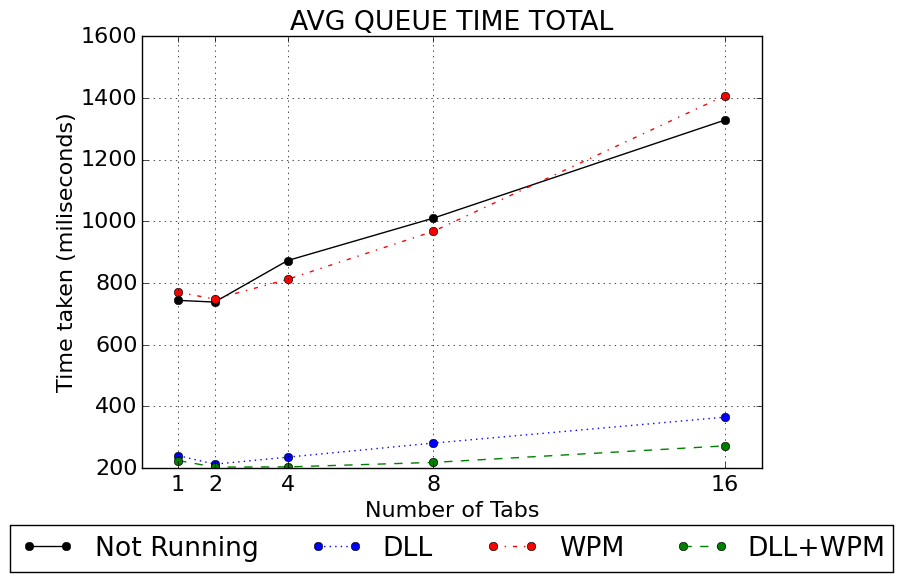 AVG QUEUE TIME TOTAL
1600
1400
1200
1000
800
600
400
200
Time taken (miliseconds)
1 2 4 8 16
Number of Tabs
Not Running DLL WPM DLL+WPM